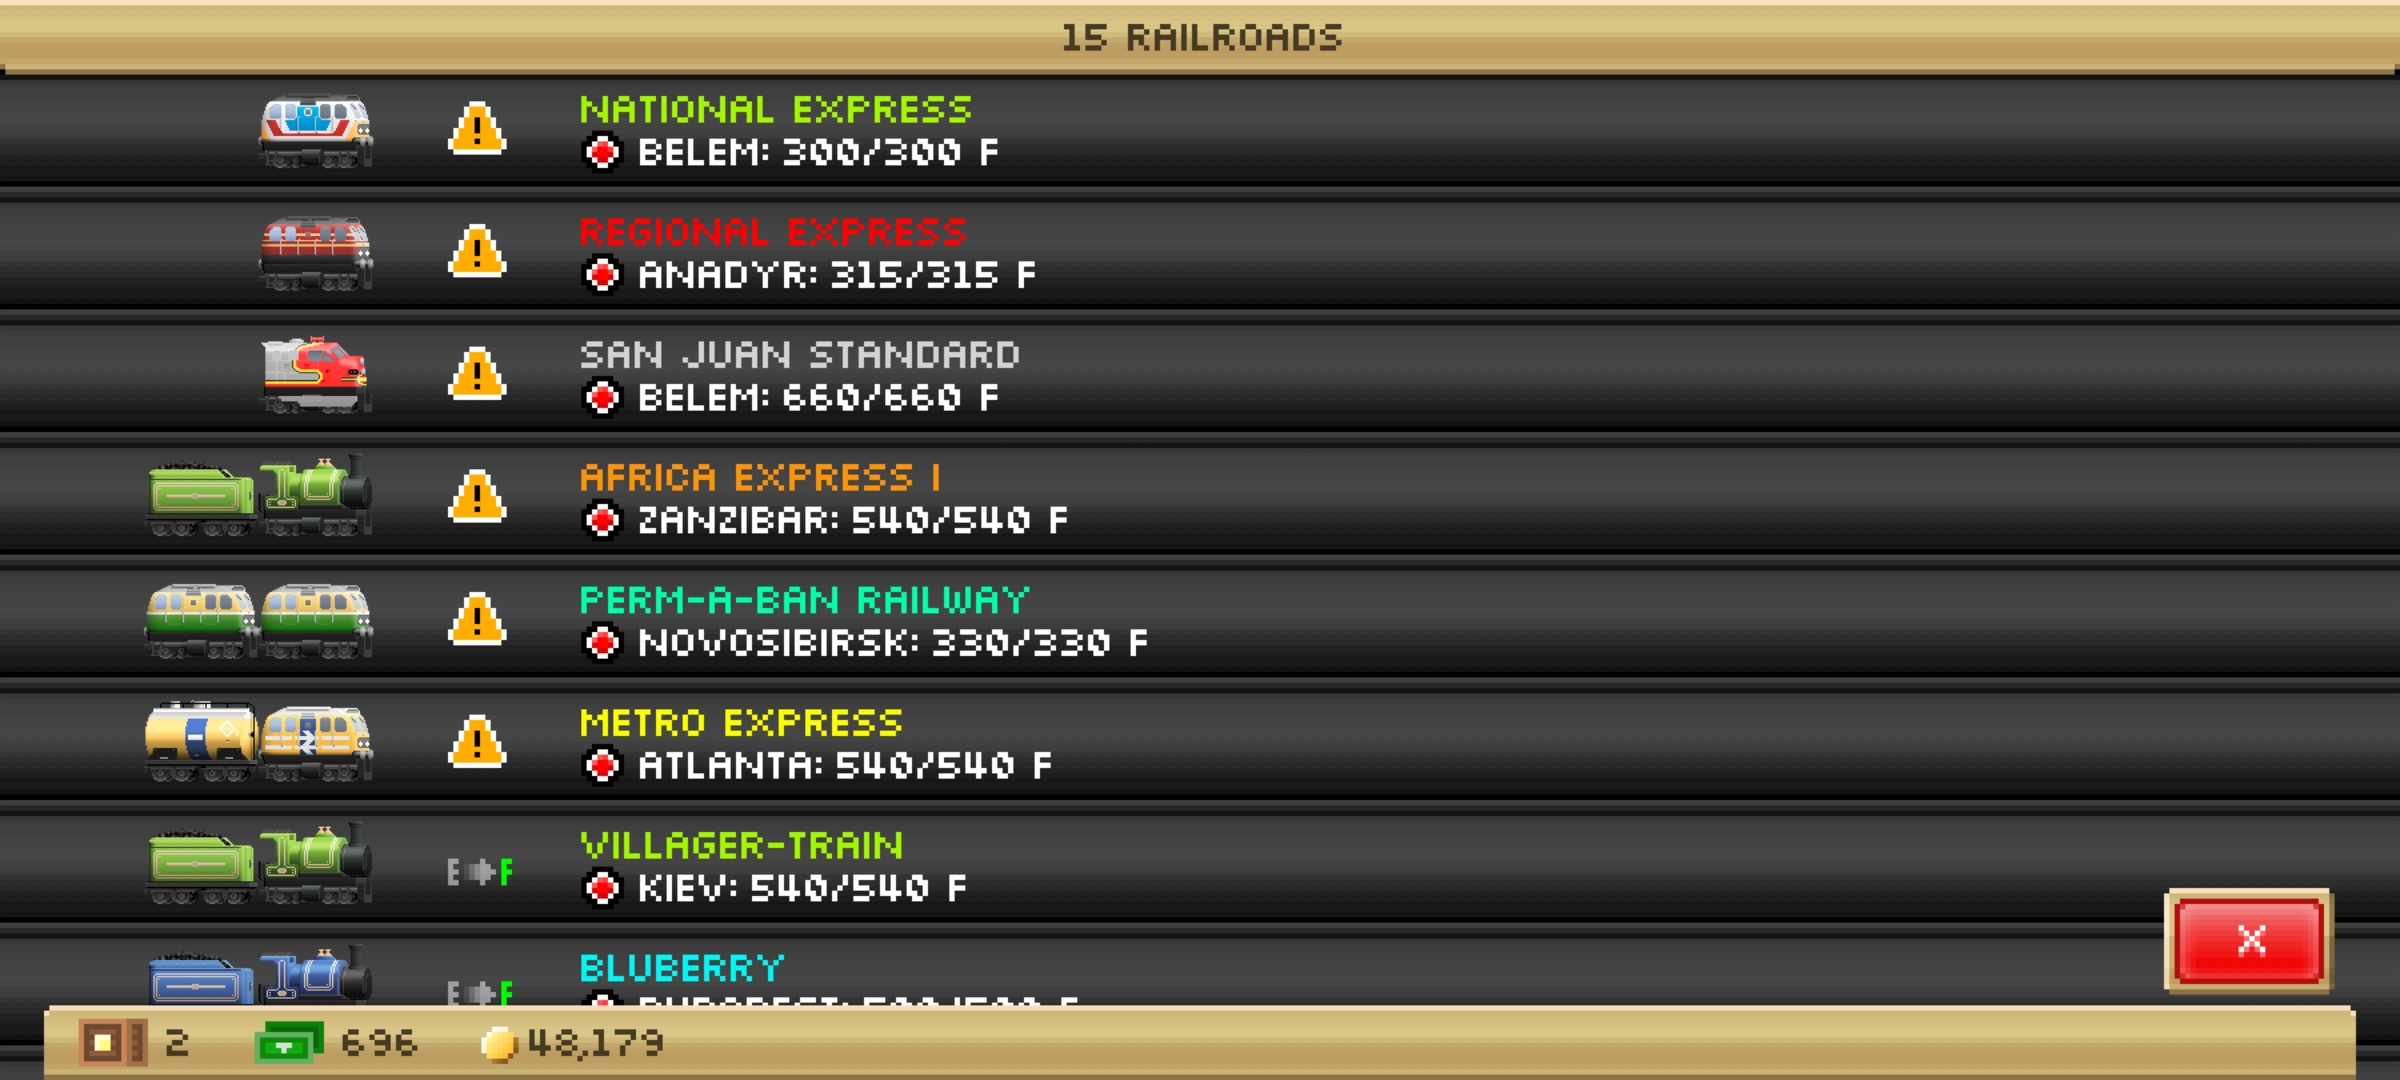 15 RAILROADS
NATIONAL EXPRESS
BELEM: 300/300 F
REGIONAL EXPRESS
ANADYR: 315/315 F
SAN JUAN STANDARD
BELEM: 660/660 F
AFRICA EXPRESS I
ZANZIBAR: 540/540 F
PERM-A-BAN RAILWAY
NOVOSIBIRSK: 330/330 F
METRO EXPRESS
ATLANTA: 540/540 F
VILLAGER-TRAIN
E F
KIEV: 540/540 F
X
BLUBERRY
E F
2 696 48,179